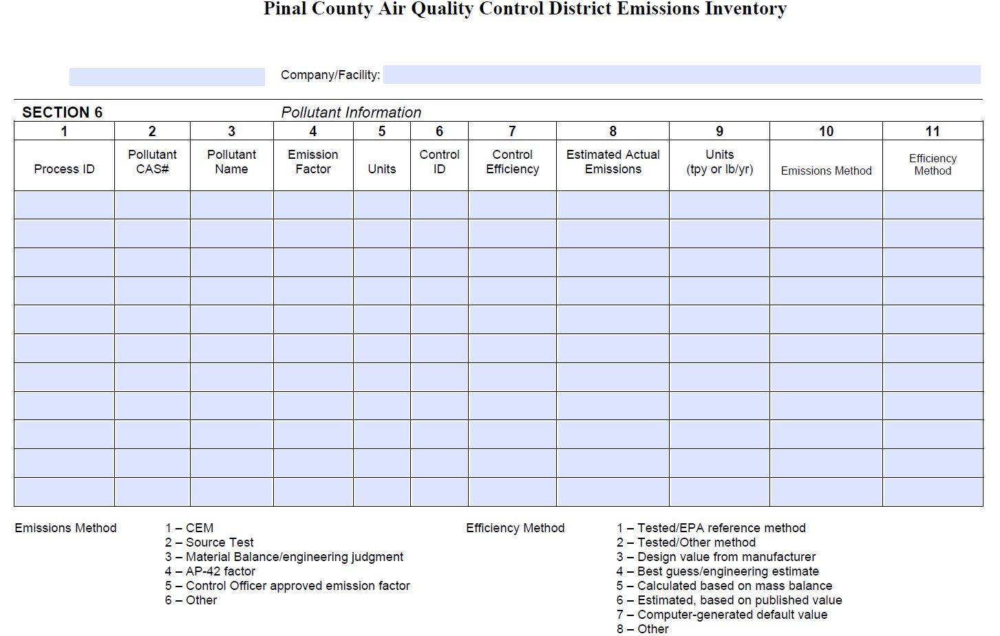 Pinal County Air Quality Control District Emissions Inventory
Company/Facility:
SECTION 6 Pollutant Information
1 2 3 4 5 6 7 8 9 10 11
Process ID Pollutant CAS# Pollutant Name Emission Factor Units Control ID Control Efficiency Estimated Actual Emissions Units (tpy or lb/yr) Emissions Method Efficiency Method
Emissions Method
1 – CEM
2 – Source Test
3 – Material Balance/engineering judgment
4 – AP-42 factor
5 – Control Officer approved emission factor
6 – Other
Efficiency Method
1 – Tested/EPA reference method
2 – Tested/Other method
3 – Design value from manufacturer
4 – Best guess/engineering estimate
5 – Calculated based on mass balance
6 – Estimated, based on published value
7 – Computer-generated default value
8 – Other